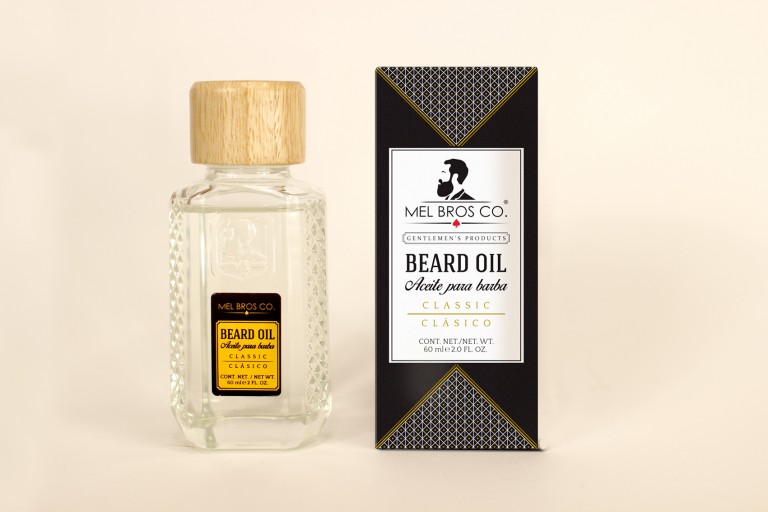 MEL BROS CO.
BEARD OIL
Aceite para barba
CLASSIC
CLÁSICO
CONT. NET. / NET WT.
60 ml e 2 FL. OZ.
MEL BROS CO.®
GENTLEMEN'S PRODUCTS
BEARD OIL
Aceite para barba
CLASSIC
CLÁSICO
CONT. NET./NET. WT.
60 ml e 2.0 FL. OZ.